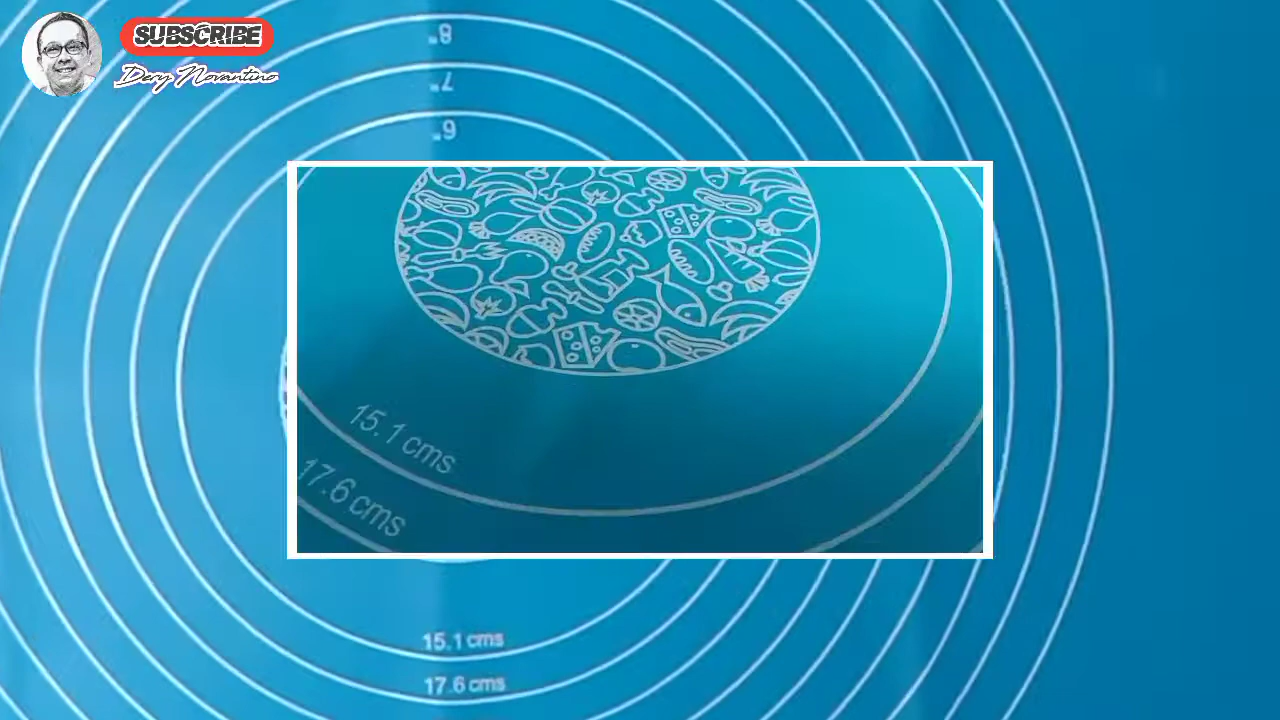 SUBSCRIBE
Dery Novantino
8"
7"
6"
15.1 cms
17.6 cms
15.1 cms
17.6 cms